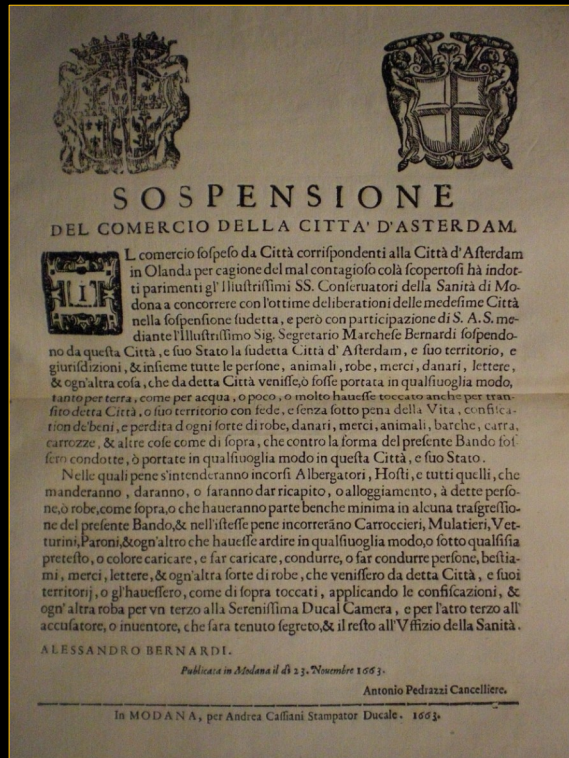 SOSPENSIONE
DEL COMERCIO DELLA CITTA' D'ASTERDAM.
IL comercio ſoſpeſo da Città corriſpondenti alla Città d'Aſterdam
in Olanda per cagione del mal contagioſo colà ſcopertoſi hà indot-
ti parimenti gl'Illuſtriſſimi SS. Conſeruatori della Sanità di Mo-
dona a concorrere con l'ottime deliberationi delle medeſime Città
nella ſoſpenſione ſudetta, e però con participatione di S. A. S. me-
diante l'Illuſtriſſimo Sig. Segretario Marcheſe Bernardi ſoſpendo-
no da queſta Città, e ſuo Stato la ſudetta Città d'Aſterdam, e ſuo territorio, e
giuriſdizioni, & inſieme tutte le perſone, animali, robe, merci, danari, lettere,
& ogn'altra coſa, che da detta Città veniſſe, ò foſſe portata in qualſiuoglia modo,
tanto per terra, come per acqua, o poco, o molto haueſſe toccato anche per tran-
ſito detta Città, o ſuo territorio con fede, e ſenza ſotto pena della Vita, confiſca-
tion de'beni, e perdita d'ogni ſorte di robe, danari, merci, animali, barche, carra,
carrozze, & altre coſe come di ſopra, che contro la forma del preſente Bando foſ-
ſero condotte, ò portate in qualſiuoglia modo in queſta Città, e ſuo Stato.
Nelle quali pene s'intenderanno incorſi Albergatori, Hoſti, e tutti quelli, che
manderanno, daranno, o faranno dar ricapito, o alloggiamento, à dette perſo-
ne, ò robe, come ſopra, o che haueranno parte benche minima in alcuna traſgreſſio-
ne del preſente Bando, & nell'iſteſſe pene incorrerãno Carroccieri, Mulatieri, Vet-
turini, Paroni, & ogn'altro che haueſſe ardire in qualſiuoglia modo, o ſotto qualſiſia
preteſto, o colore caricare, e far caricare, condurre, o far condurre perſone, beſtia-
mi, merci, lettere, & ogn'altra ſorte di robe, che veniſſero da detta Città, e ſuoi
territorij, o gl'haueſſero, come di ſopra toccati, applicando le confiſcazioni, &
ogn'altra roba per vn terzo alla Sereniſſima Ducal Camera, e per l'atro terzo all'
accuſatore, o inuentore, che ſara tenuto ſegreto, & il reſto all'Vffizio della Sanità.
ALESSANDRO BERNARDI.
Publicata in Modana il dì 23. Nouembre 1663.
Antonio Pedrazzi Cancelliere.
In MODANA, per Andrea Caſſiani Stampator Ducale. 1663.